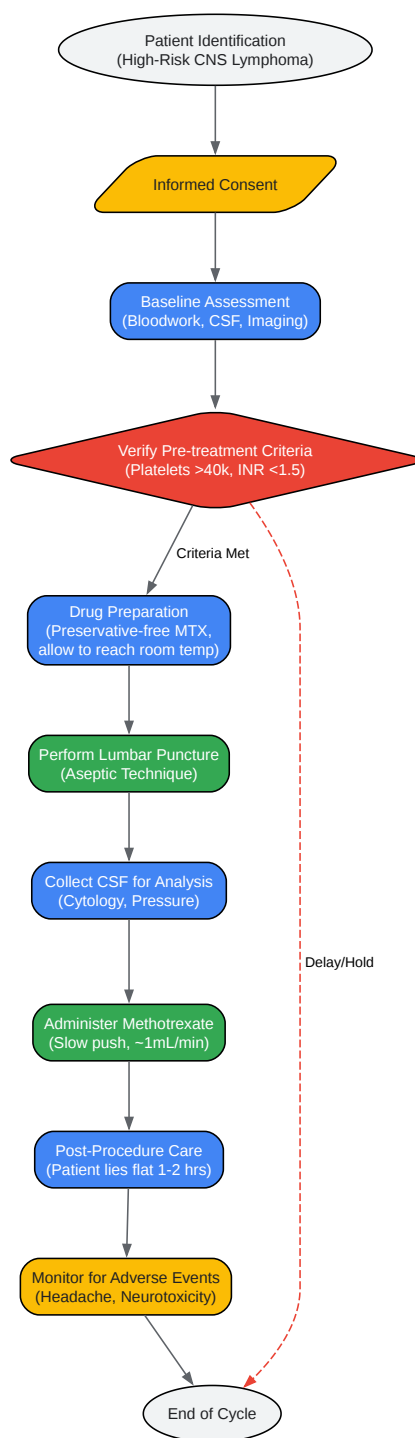 Patient Identification
(High-Risk CNS Lymphoma)
Informed Consent
Baseline Assessment
(Bloodwork, CSF, Imaging)
Verify Pre-treatment Criteria
(Platelets >40k, INR <1.5)
Criteria Met
Drug Preparation
(Preservative-free MTX,
allow to reach room temp)
Perform Lumbar Puncture
(Aseptic Technique)
Collect CSF for Analysis
(Cytology, Pressure)
Delay/Hold
Administer Methotrexate
(Slow push, ~1mL/min)
Post-Procedure Care
(Patient lies flat 1-2 hrs)
Monitor for Adverse Events
(Headache, Neurotoxicity)
End of Cycle